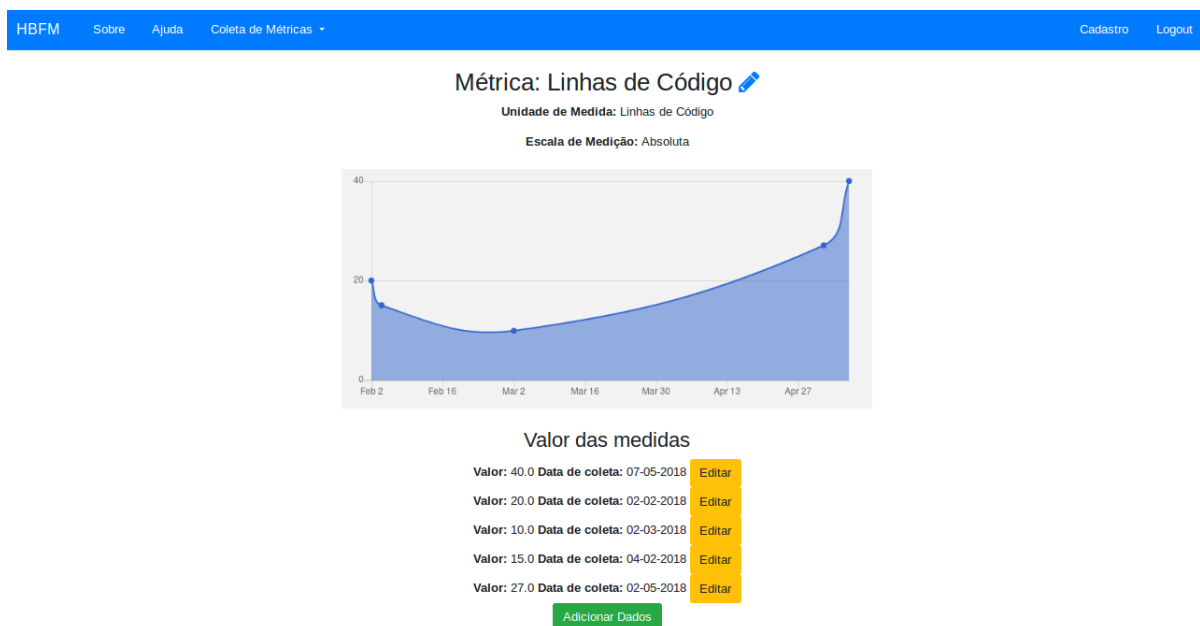 HBFM Sobre Ajuda Coleta de Métricas Cadastro Logout
Métrica: Linhas de Código
Unidade de Medida: Linhas de Código
Escala de Medição: Absoluta
40
20
0
Feb 2 Feb 16 Mar 2 Mar 16 Mar 30 Apr 13 Apr 27
Valor das medidas
Valor: 40.0 Data de coleta: 07-05-2018 Editar
Valor: 20.0 Data de coleta: 02-02-2018 Editar
Valor: 10.0 Data de coleta: 02-03-2018 Editar
Valor: 15.0 Data de coleta: 04-02-2018 Editar
Valor: 27.0 Data de coleta: 02-05-2018 Editar
Adicionar Dados